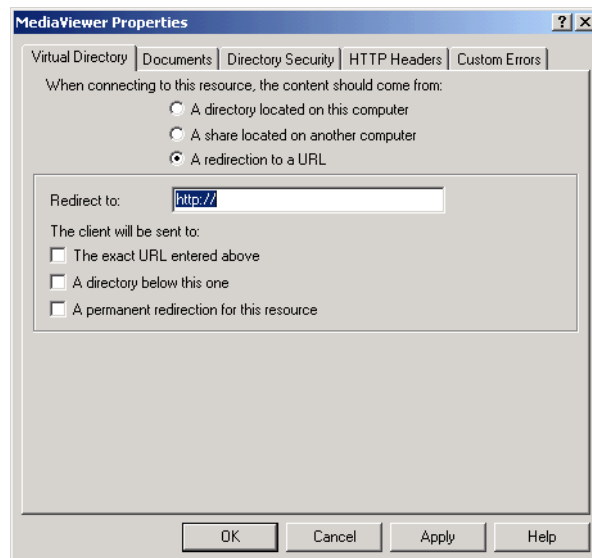 MediaViewer Properties
Virtual Directory Documents Directory Security HTTP Headers Custom Errors
When connecting to this resource, the content should come from:
A directory located on this computer
A share located on another computer
A redirection to a URL
Redirect to: http://
The client will be sent to:
The exact URL entered above
A directory below this one
A permanent redirection for this resource
OK Cancel Apply Help